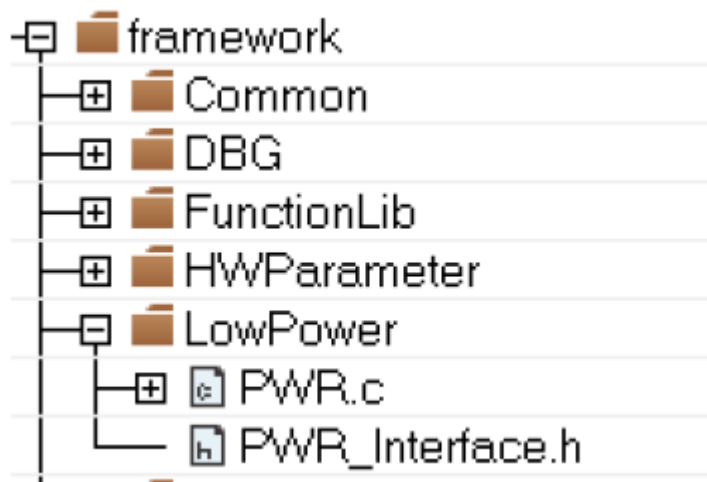 framework
Common
DBG
FunctionLib
HWParameter
LowPower
PWR.c
PWR_Interface.h